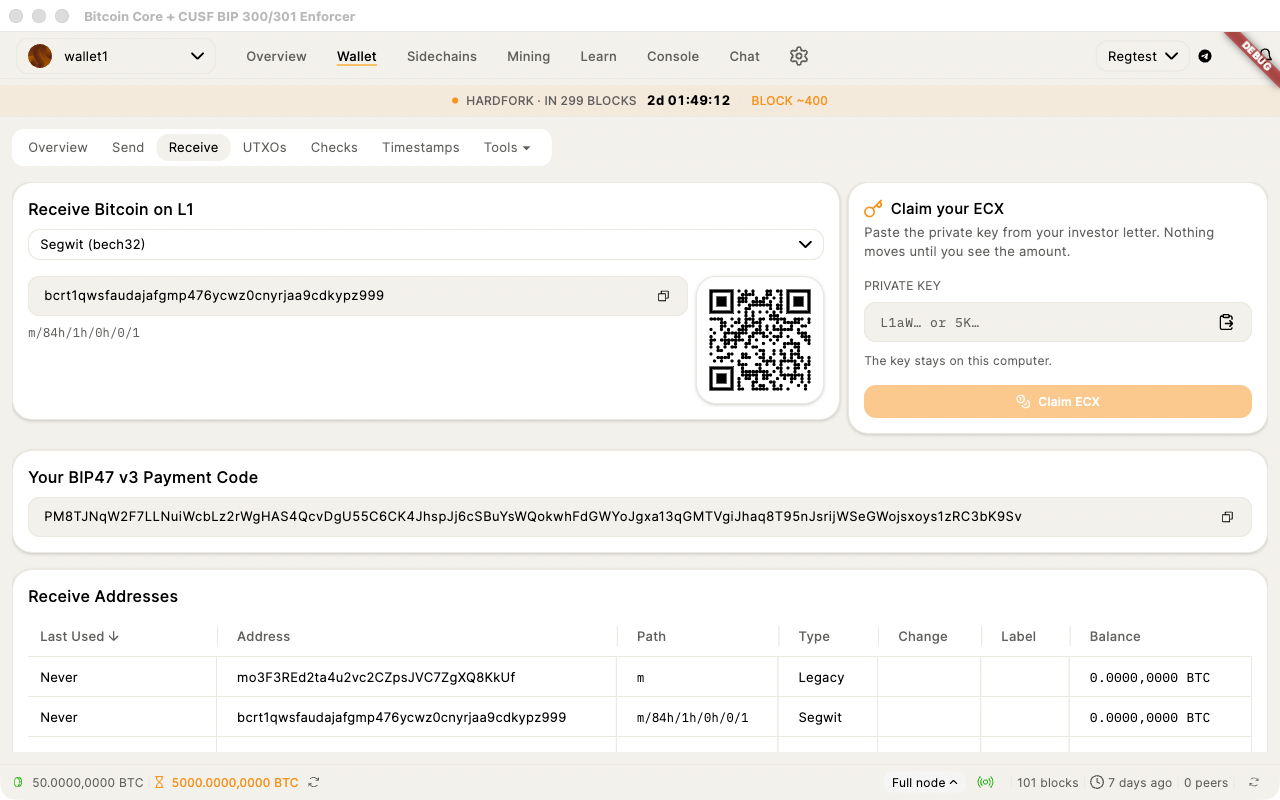 Bitcoin Core + CUSF BIP 300/301 Enforcer
wallet1
Overview
Wallet
Sidechains
Mining
Learn
Console
Chat
Regtest
DEBUG
HARDFORK · IN 299 BLOCKS 2d 01:49:12 BLOCK ~400
Overview
Send
Receive
UTXOs
Checks
Timestamps
Tools
Receive Bitcoin on L1
Segwit (bech32)
bcrt1qwsfaudajafgmp476ycwz0cnyrjaa9cdkypz999
m/84h/1h/0h/0/1
Claim your ECX
Paste the private key from your investor letter. Nothing
moves until you see the amount.
PRIVATE KEY
L1aW… or 5K…
The key stays on this computer.
Claim ECX
Your BIP47 v3 Payment Code
PM8TJNqW2F7LLNuiWcbLz2rWgHAS4QcvDgU55C6CK4JhspJj6cSBuYsWQokwhFdGWYoJgxa13qGMTVgiJhaq8T95nJsrijWSeGWojsxoys1zRC3bK9Sv
Receive Addresses
Last Used Address Path Type Change Label Balance
Never mo3F3REd2ta4u2vc2CZpsJVC7ZgXQ8KkUf m Legacy 0.0000,0000 BTC
Never bcrt1qwsfaudajafgmp476ycwz0cnyrjaa9cdkypz999 m/84h/1h/0h/0/1 Segwit 0.0000,0000 BTC
50.0000,0000 BTC
5000.0000,0000 BTC
Full node
101 blocks
7 days ago
0 peers